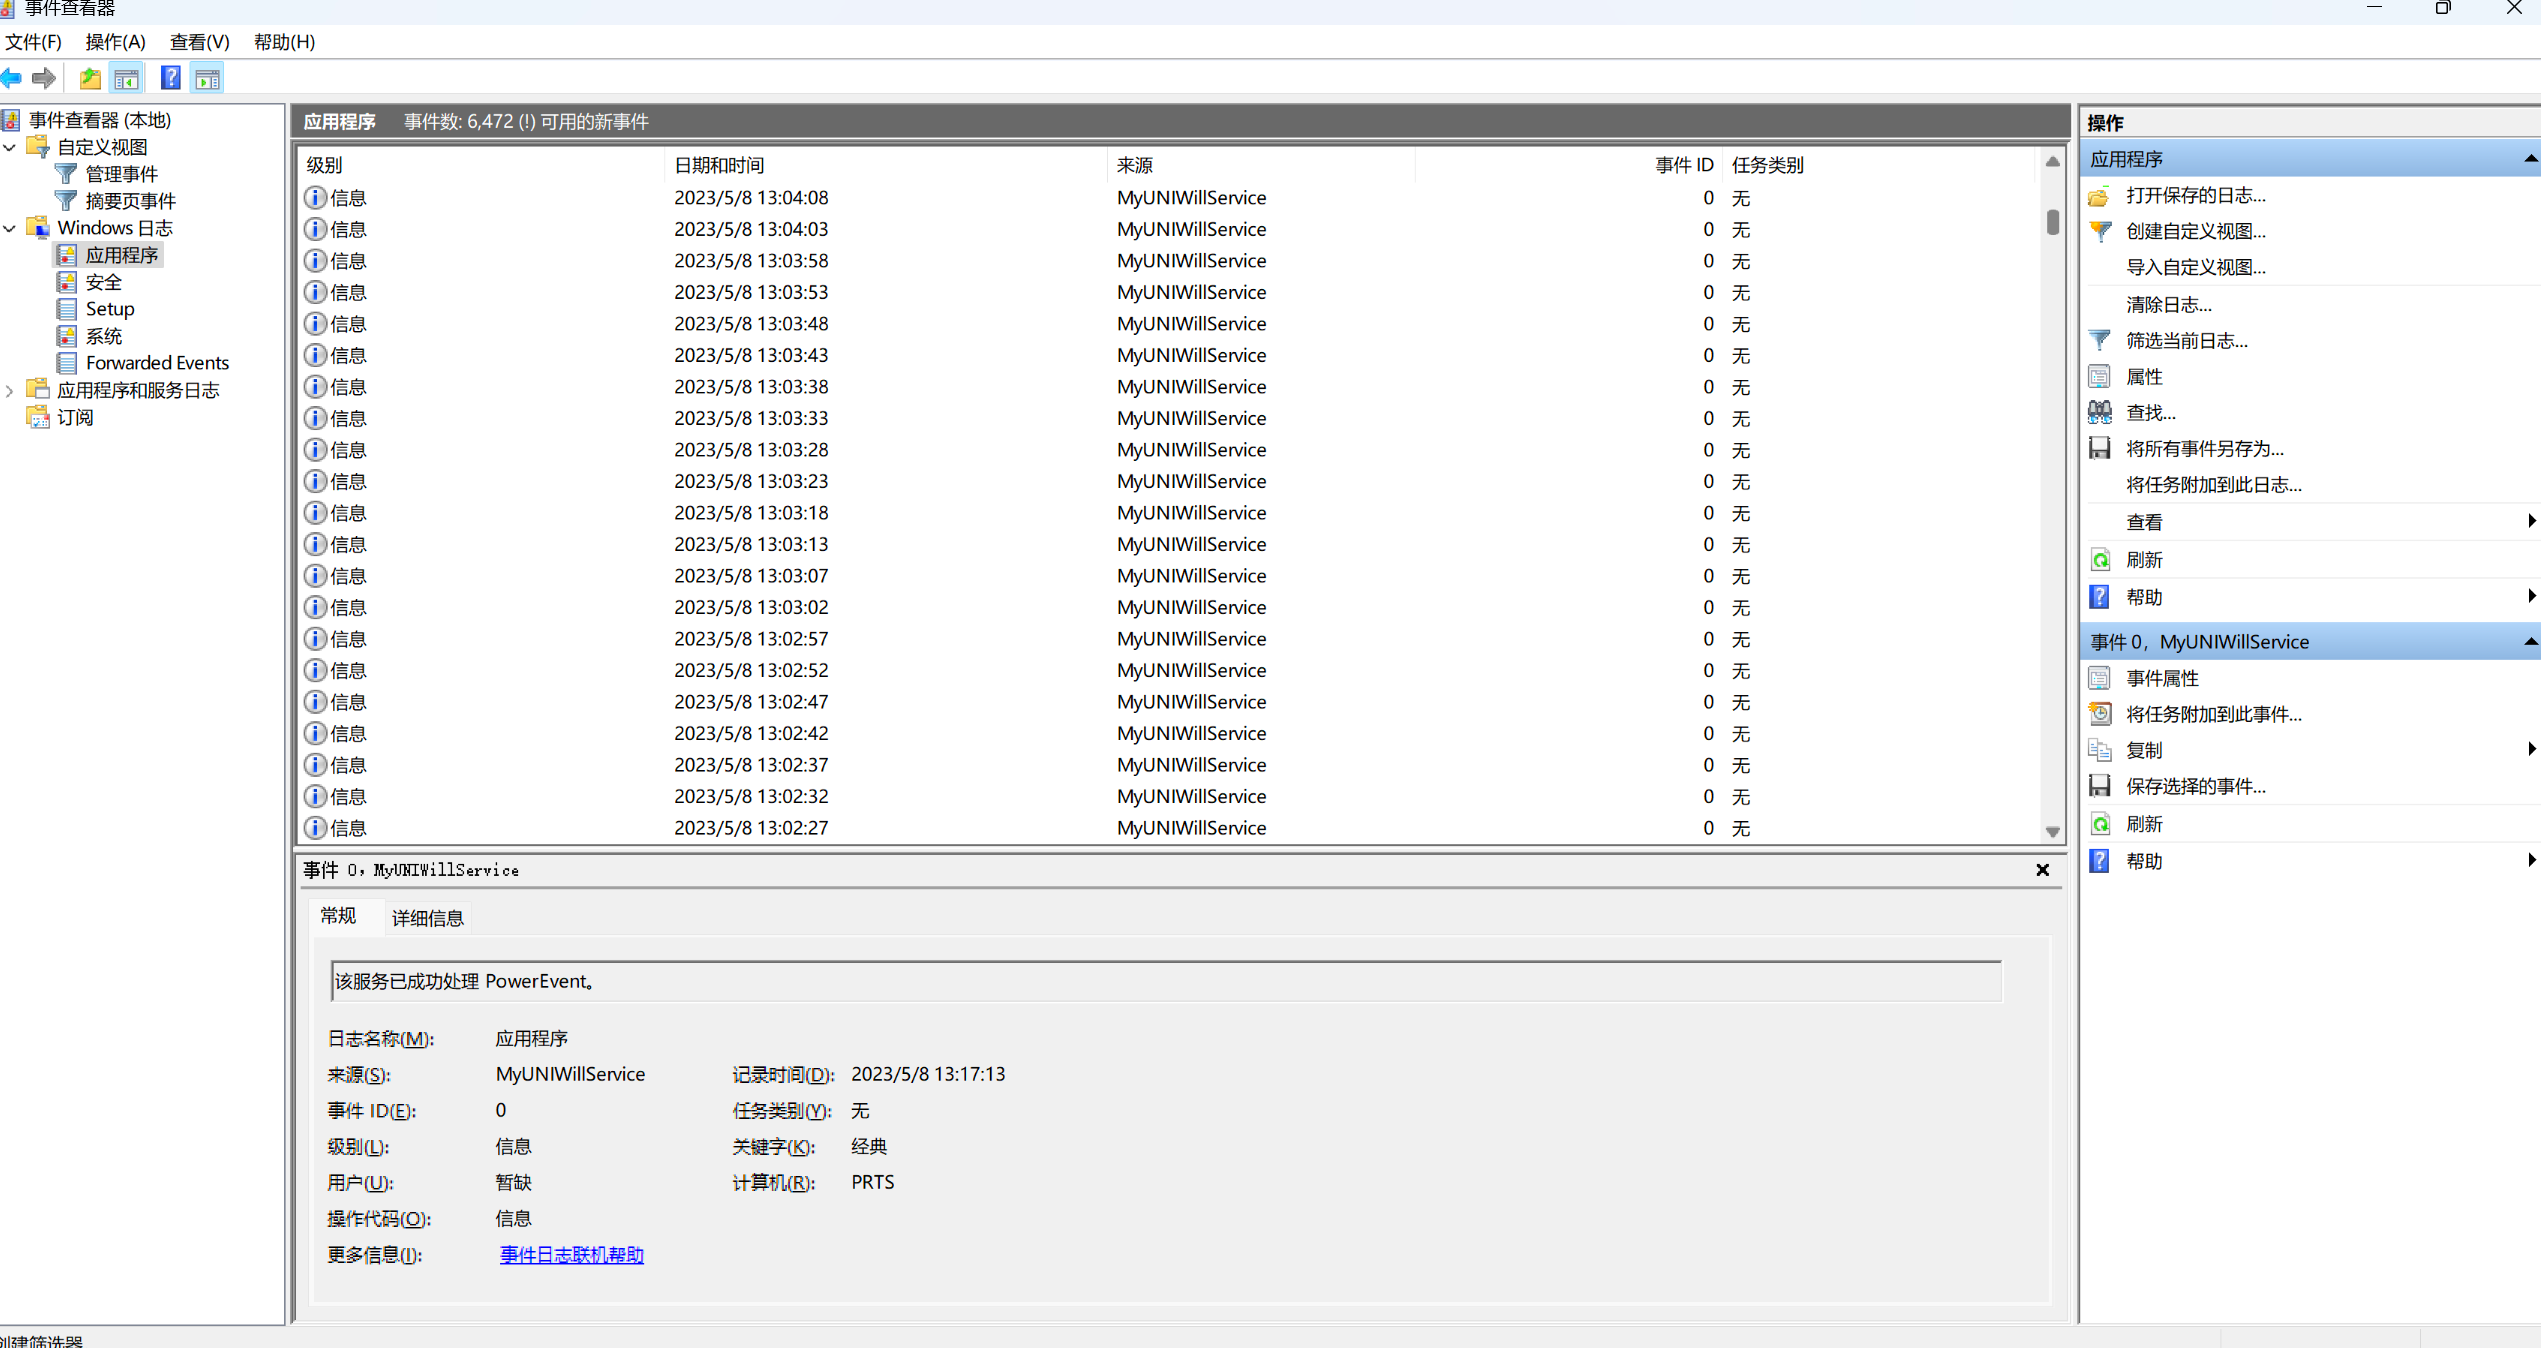 事件查看器
文件(F) 操作(A) 查看(V) 帮助(H)
事件查看器 (本地)
自定义视图
管理事件
摘要页事件
Windows 日志
应用程序
安全
Setup
系统
Forwarded Events
应用程序和服务日志
订阅
应用程序 事件数: 6,472 (!) 可用的新事件
级别 日期和时间 来源 事件 ID 任务类别
信息 2023/5/8 13:04:08 MyUNIWillService 0 无
信息 2023/5/8 13:04:03 MyUNIWillService 0 无
信息 2023/5/8 13:03:58 MyUNIWillService 0 无
信息 2023/5/8 13:03:53 MyUNIWillService 0 无
信息 2023/5/8 13:03:48 MyUNIWillService 0 无
信息 2023/5/8 13:03:43 MyUNIWillService 0 无
信息 2023/5/8 13:03:38 MyUNIWillService 0 无
信息 2023/5/8 13:03:33 MyUNIWillService 0 无
信息 2023/5/8 13:03:28 MyUNIWillService 0 无
信息 2023/5/8 13:03:23 MyUNIWillService 0 无
信息 2023/5/8 13:03:18 MyUNIWillService 0 无
信息 2023/5/8 13:03:13 MyUNIWillService 0 无
信息 2023/5/8 13:03:07 MyUNIWillService 0 无
信息 2023/5/8 13:03:02 MyUNIWillService 0 无
信息 2023/5/8 13:02:57 MyUNIWillService 0 无
信息 2023/5/8 13:02:52 MyUNIWillService 0 无
信息 2023/5/8 13:02:47 MyUNIWillService 0 无
信息 2023/5/8 13:02:42 MyUNIWillService 0 无
信息 2023/5/8 13:02:37 MyUNIWillService 0 无
信息 2023/5/8 13:02:32 MyUNIWillService 0 无
信息 2023/5/8 13:02:27 MyUNIWillService 0 无
事件 0，MyUNIWillService
常规 详细信息
该服务已成功处理 PowerEvent。
日志名称(M): 应用程序
来源(S): MyUNIWillService 记录时间(D): 2023/5/8 13:17:13
事件 ID(E): 0 任务类别(Y): 无
级别(L): 信息 关键字(K): 经典
用户(U): 暂缺 计算机(R): PRTS
操作代码(O): 信息
更多信息(I): 事件日志联机帮助
操作
应用程序
打开保存的日志...
创建自定义视图...
导入自定义视图...
清除日志...
筛选当前日志...
属性
查找...
将所有事件另存为...
将任务附加到此日志...
查看
刷新
帮助
事件 0，MyUNIWillService
事件属性
将任务附加到此事件...
复制
保存选择的事件...
刷新
帮助
创建筛选器